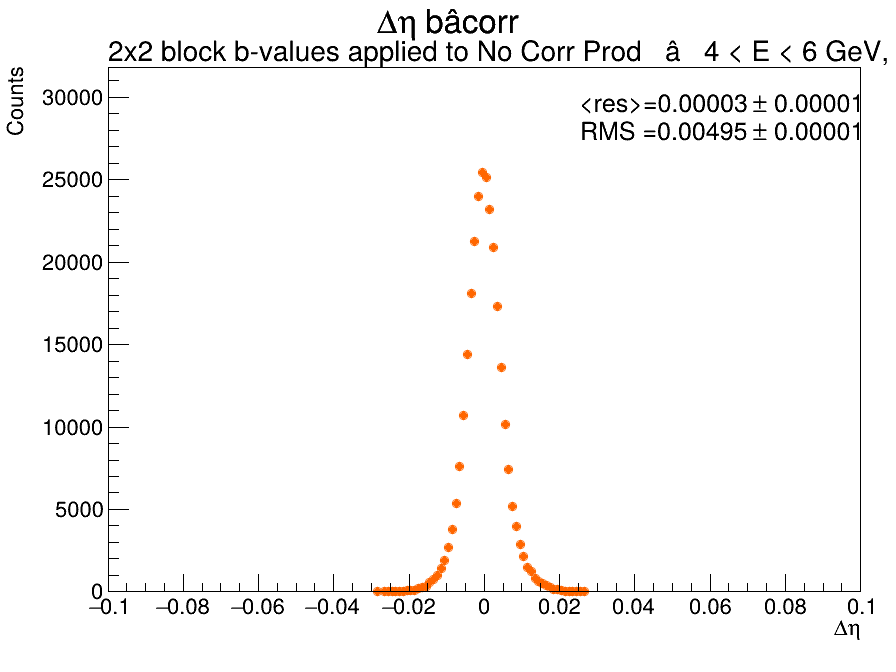 Δη bâcorr
2x2 block b-values applied to No Corr Prod â 4 < E < 6 GeV,
Counts
<res>=0.00003 ± 0.00001
RMS =0.00495 ± 0.00001
30000
25000
20000
15000
10000
5000
0
−0.1 −0.08 −0.06 −0.04 −0.02 0 0.02 0.04 0.06 0.08 0.1
Δη